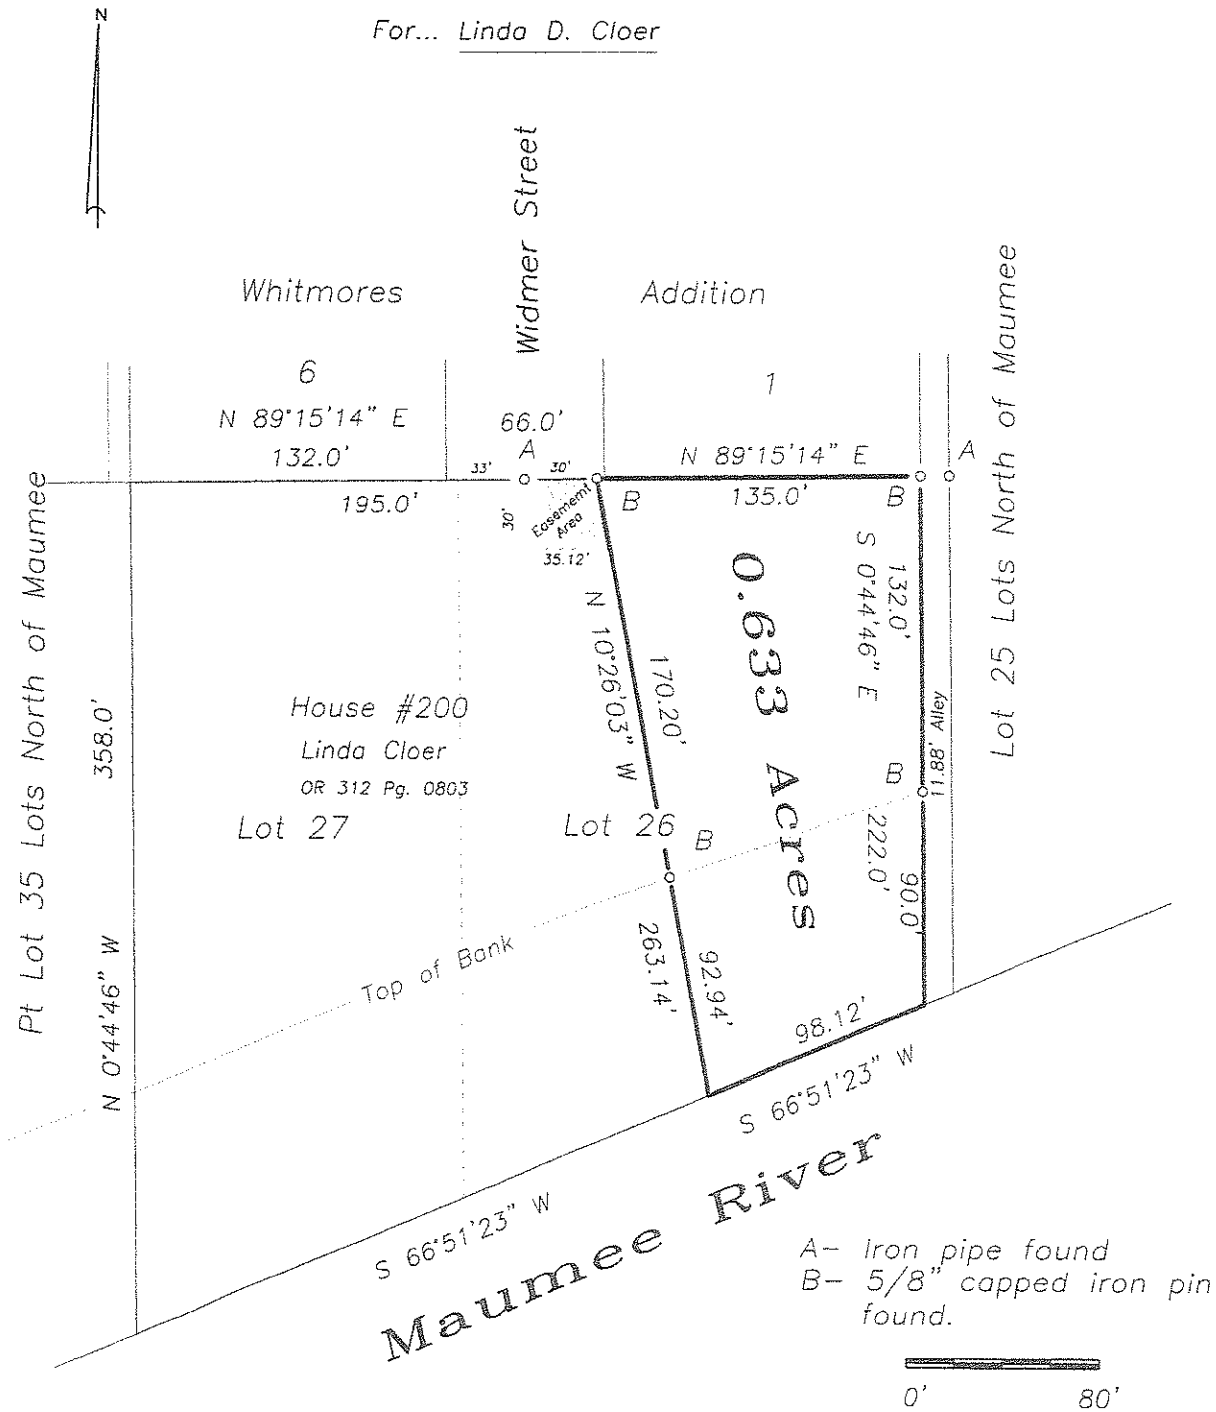 N
For... Linda D. Cloer
Widmer Street
Whitmores
Addition
6
1
N 89°15'14" E
132.0'
66.0'
A
33'
30'
N 89°15'14" E
A
195.0'
30'
Easememt
Area
35.12'
B
135.0'
B
Pt Lot 35 Lots North of Maumee
Lot 25 Lots North of Maumee
358.0'
N 0°44'46" W
N 10°26'03" W
170.20'
0.633 Acres
S 0°44'46" E
132.0'
11.88' Alley
House #200
Linda Cloer
OR 312 Pg. 0803
Lot 27
Lot 26
B
B
222.0'
90.0'
Top of Bank
263.14'
92.94'
98.12'
S 66°51'23" W
S 66°51'23" W
Maumee River
A- Iron pipe found
B- 5/8" capped iron pin
found.
0'
80'